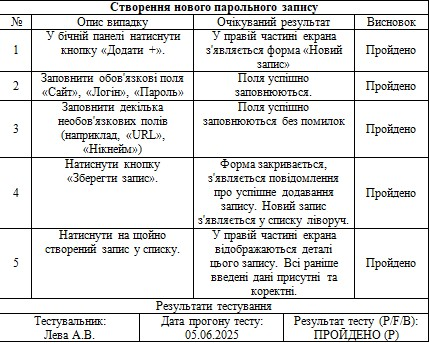 Створення нового парольного запису
№ Опис випадку Очікуваний результат Висновок
1 У бічній панелі натиснути кнопку «Додати +». У правій частині екрана з'являється форма «Новий запис» Пройдено
2 Заповнити обов'язкові поля «Сайт», «Логін», «Пароль» Поля успішно заповнюються. Пройдено
3 Заповнити декілька необов'язкових полів (наприклад, «URL», «Нікнейм») Поля успішно заповнюються без помилок Пройдено
4 Натиснути кнопку «Зберегти запис». Форма закривається, з'являється повідомлення про успішне додавання запису. Новий запис з'являється у списку ліворуч. Пройдено
5 Натиснути на щойно створений запис у списку. У правій частині екрана відображаються деталі цього запису. Всі раніше введені дані присутні та коректні. Пройдено
Результати тестування
Тестувальник: Лева А.В. Дата прогону тесту: 05.06.2025 Результат тесту (P/F/B): ПРОЙДЕНО (P)